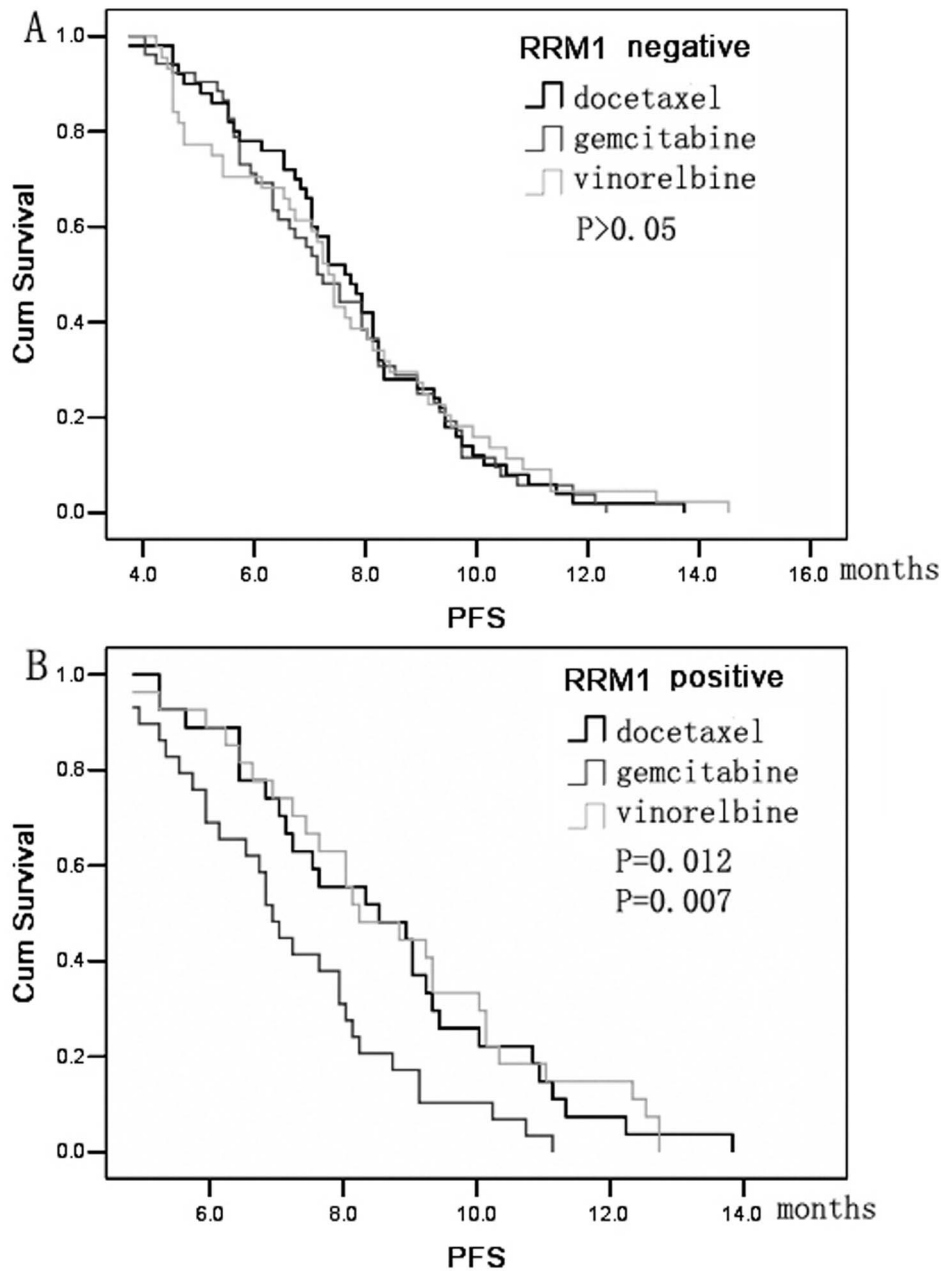 A
RRM1 negative
docetaxel
gemcitabine
vinorelbine
P>0.05
Cum Survival
1.0
0.8
0.6
0.4
0.2
0.0
4.0 6.0 8.0 10.0 12.0 14.0 16.0 months
PFS
B
RRM1 positive
docetaxel
gemcitabine
vinorelbine
P=0.012
P=0.007
Cum Survival
1.0
0.8
0.6
0.4
0.2
0.0
6.0 8.0 10.0 12.0 14.0 months
PFS